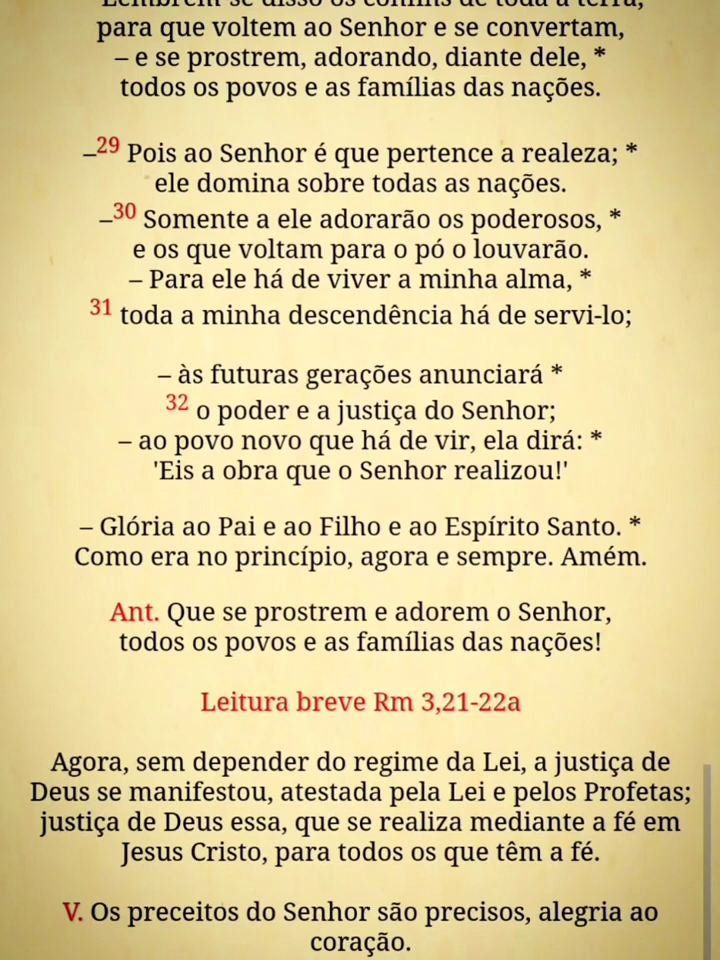 Lembrem-se disso os confins de toda a terra,
para que voltem ao Senhor e se convertam,
– e se prostrem, adorando, diante dele, *
todos os povos e as famílias das nações.
–29 Pois ao Senhor é que pertence a realeza; *
ele domina sobre todas as nações.
–30 Somente a ele adorarão os poderosos, *
e os que voltam para o pó o louvarão.
– Para ele há de viver a minha alma, *
31 toda a minha descendência há de servi-lo;
– às futuras gerações anunciará *
32 o poder e a justiça do Senhor;
– ao povo novo que há de vir, ela dirá: *
'Eis a obra que o Senhor realizou!'
– Glória ao Pai e ao Filho e ao Espírito Santo. *
Como era no princípio, agora e sempre. Amém.
Ant. Que se prostrem e adorem o Senhor,
todos os povos e as famílias das nações!
Leitura breve Rm 3,21-22a
Agora, sem depender do regime da Lei, a justiça de
Deus se manifestou, atestada pela Lei e pelos Profetas;
justiça de Deus essa, que se realiza mediante a fé em
Jesus Cristo, para todos os que têm a fé.
V. Os preceitos do Senhor são precisos, alegria ao
coração.